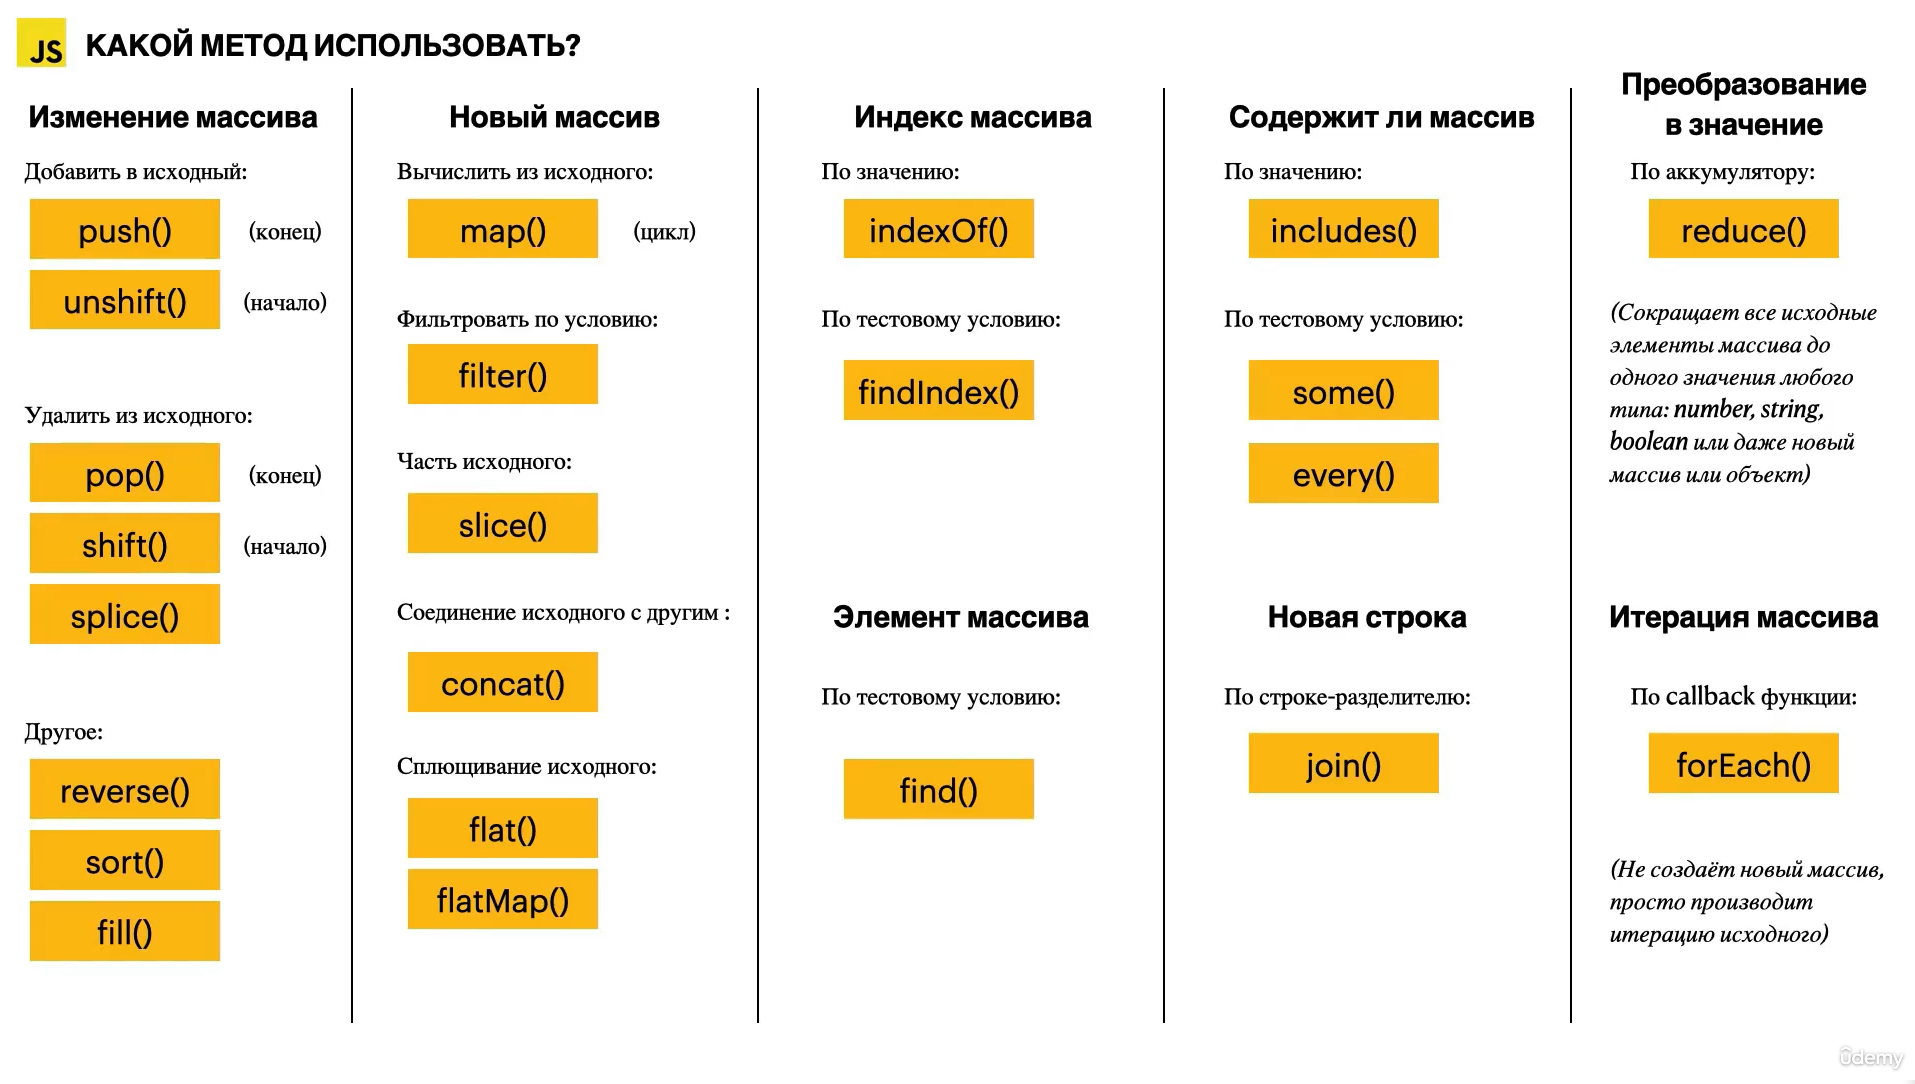 JS КАКОЙ МЕТОД ИСПОЛЬЗОВАТЬ?
Изменение массива
Добавить в исходный:
push() (конец)
unshift() (начало)
Удалить из исходного:
pop() (конец)
shift() (начало)
splice()
Другое:
reverse()
sort()
fill()
Новый массив
Вычислить из исходного:
map() (цикл)
Фильтровать по условию:
filter()
Часть исходного:
slice()
Соединение исходного с другим :
concat()
Сплющивание исходного:
flat()
flatMap()
Индекс массива
По значению:
indexOf()
По тестовому условию:
findIndex()
Элемент массива
По тестовому условию:
find()
Содержит ли массив
По значению:
includes()
По тестовому условию:
some()
every()
Новая строка
По строке-разделителю:
join()
Преобразование
в значение
По аккумулятору:
reduce()
(Сокращает все исходные
элементы массива до
одного значения любого
типа: number, string,
boolean или даже новый
массив или объект)
Итерация массива
По callback функции:
forEach()
(Не создаёт новый массив,
просто производит
итерацию исходного)
ûdemy